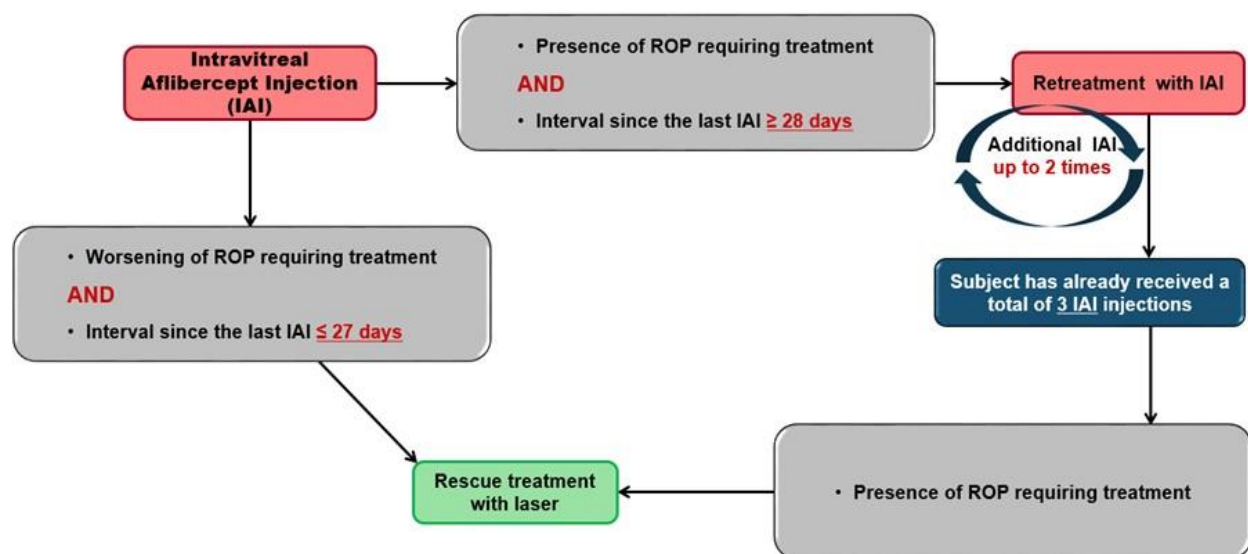 Intravitreal
Aflibercept Injection
(IAI)
• Presence of ROP requiring treatment
AND
• Interval since the last IAI ≥ 28 days
Retreatment with IAI
Additional IAI
up to 2 times
• Worsening of ROP requiring treatment
AND
• Interval since the last IAI ≤ 27 days
Subject has already received a
total of 3 IAI injections
Rescue treatment
with laser
• Presence of ROP requiring treatment